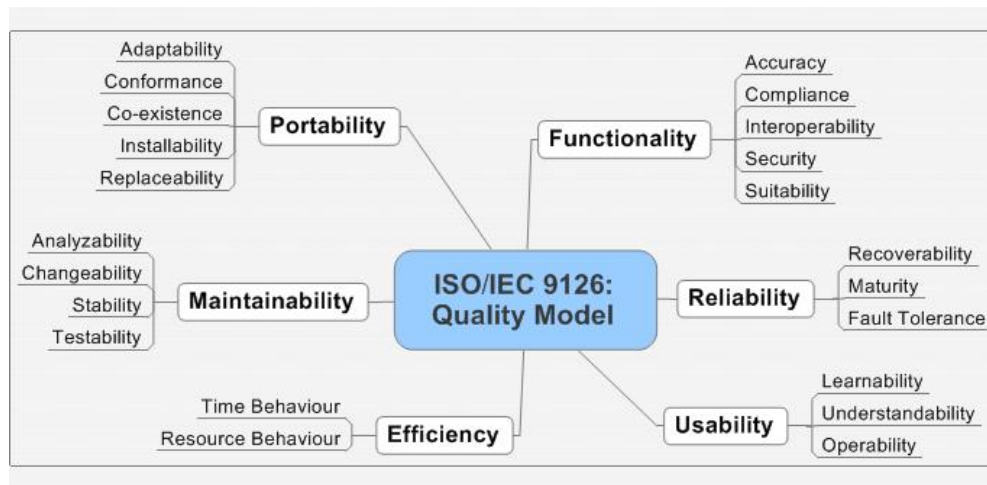 Adaptability
Conformance
Co-existence
Installability
Replaceability
Portability
Functionality
Accuracy
Compliance
Interoperability
Security
Suitability
Analyzability
Changeability
Stability
Testability
Maintainability
ISO/IEC 9126:
Quality Model
Reliability
Recoverability
Maturity
Fault Tolerance
Time Behaviour
Resource Behaviour
Efficiency
Usability
Learnability
Understandability
Operability